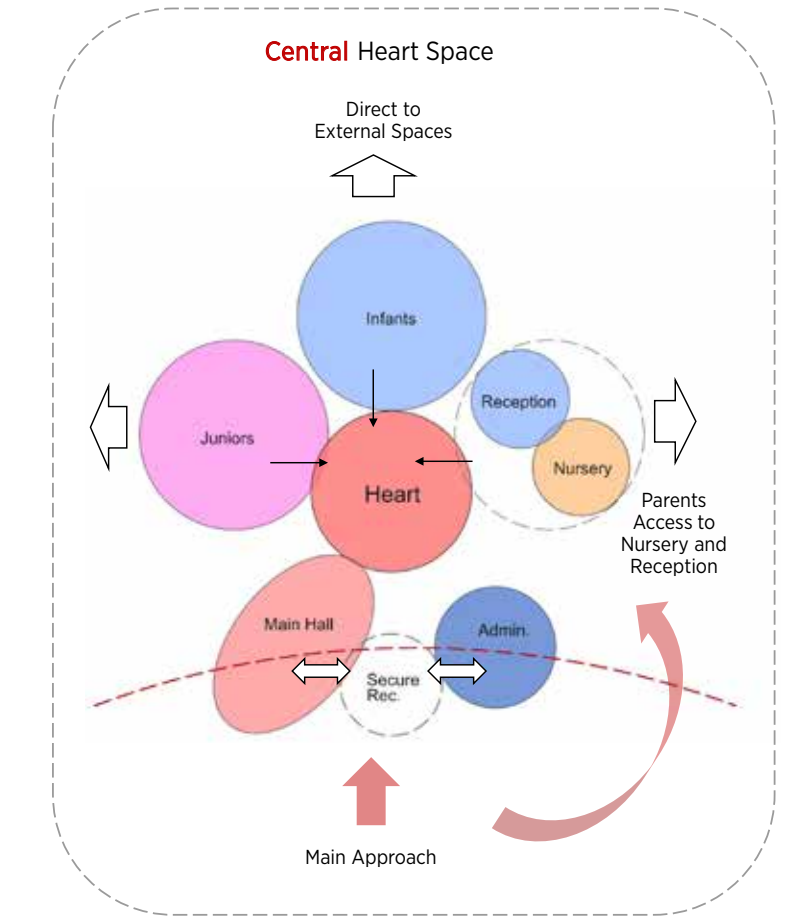 Central Heart Space
Direct to
External Spaces
Infants
Reception
Juniors
Nursery
Heart
Parents
Access to
Nursery and
Reception
Main Hall
Admin.
Secure
Rec.
Main Approach